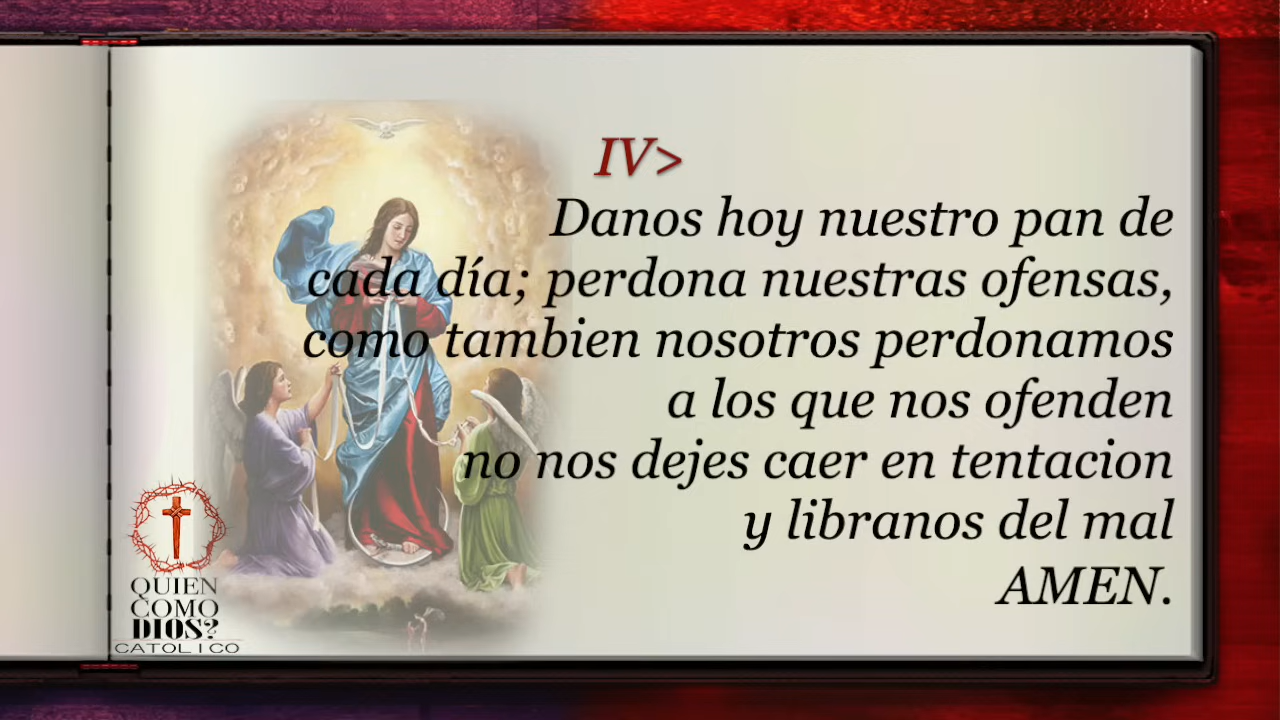 IV>
Danos hoy nuestro pan de
cada día; perdona nuestras ofensas,
como tambien nosotros perdonamos
a los que nos ofenden
no nos dejes caer en tentacion
y libranos del mal
AMEN.
QUIEN
COMO
DIOS?
CATOLICO